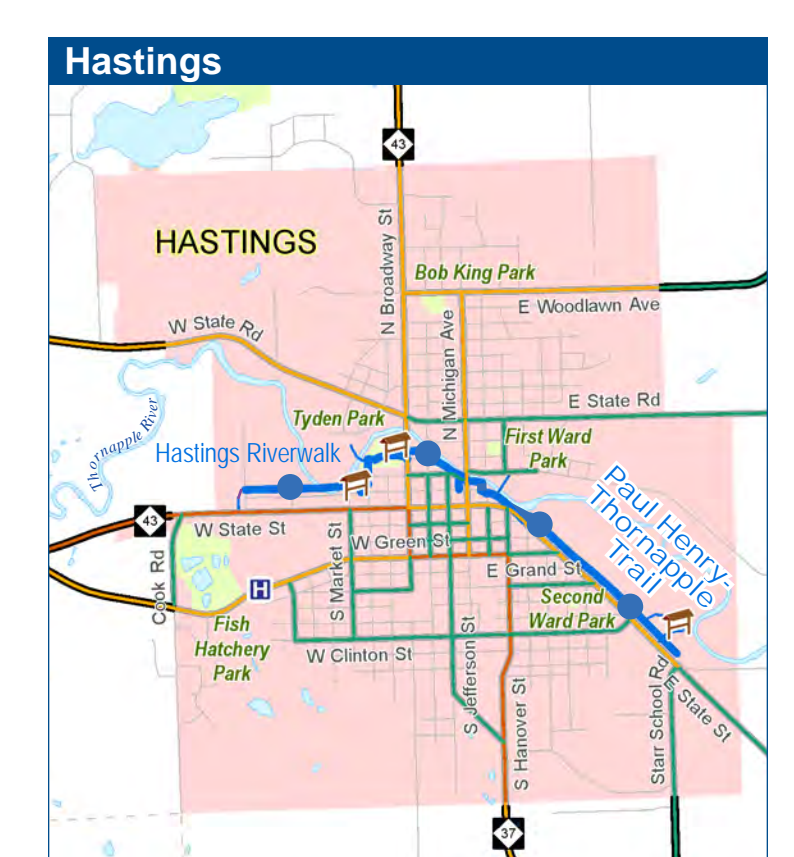 Hastings
43
HASTINGS
N Broadway St
Bob King Park
E Woodlawn Ave
W State Rd
N Michigan Ave
E State Rd
Tyden Park
Thornapple River
Hastings Riverwalk
First Ward
Park
Paul Henry-
Thornapple
Trail
43
W State St
S Market St
W Green St
Cook Rd
E Grand St
H
Second
Ward Park
Fish
Hatchery
Park
W Clinton St
S Jefferson St
S Hanover St
Starr School Rd
E State St
37